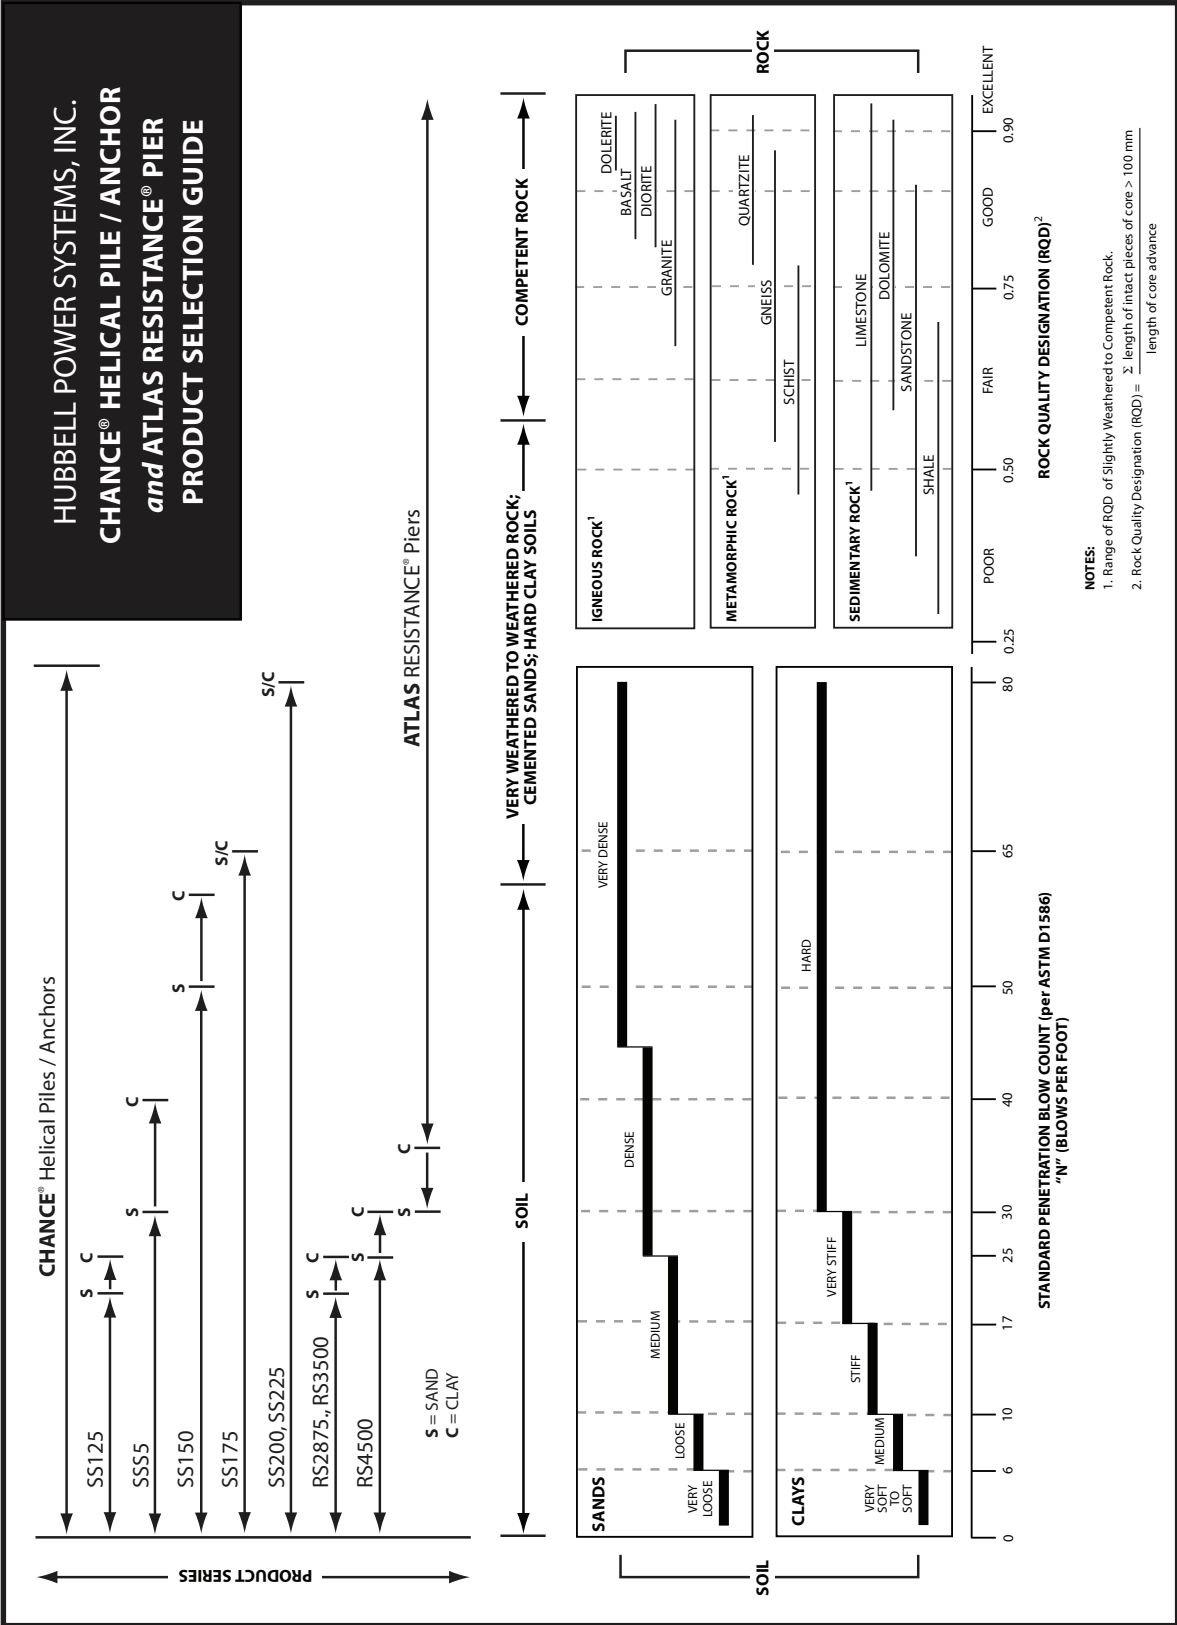 HUBBELL POWER SYSTEMS, INC.
CHANCE® HELICAL PILE / ANCHOR
and ATLAS RESISTANCE® PIER
PRODUCT SELECTION GUIDE
PRODUCT SERIES
CHANCE® Helical Piles / Anchors
SS125
S
C
SSS5
S
C
SS150
S
C
SS175
S/C
SS200, SS225
S/C
RS2875., RS3500
S
C
RS4500
S
C
ATLAS RESISTANCE® Piers
S
C
S = SAND
C = CLAY
SOIL
VERY WEATHERED TO WEATHERED ROCK;
CEMENTED SANDS; HARD CLAY SOILS
COMPETENT ROCK
SOIL
SANDS
VERY
LOOSE
LOOSE
MEDIUM
DENSE
VERY DENSE
CLAYS
VERY
SOFT
TO
SOFT
MEDIUM
STIFF
VERY STIFF
HARD
0
6
10
17
25
30
40
50
65
80
STANDARD PENETRATION BLOW COUNT (per ASTM D1586)
"N" (BLOWS PER FOOT)
ROCK
IGNEOUS ROCK¹
DOLERITE
BASALT
DIORITE
GRANITE
METAMORPHIC ROCK¹
QUARTZITE
GNEISS
SCHIST
SEDIMENTARY ROCK¹
LIMESTONE
DOLOMITE
SANDSTONE
SHALE
POOR
FAIR
GOOD
EXCELLENT
0.25
0.50
0.75
0.90
ROCK QUALITY DESIGNATION (RQD)²
NOTES:
1. Range of RQD of Slightly Weathered to Competent Rock.
2. Rock Quality Designation (RQD) = Σ length of intact pieces of core > 100 mm
length of core advance